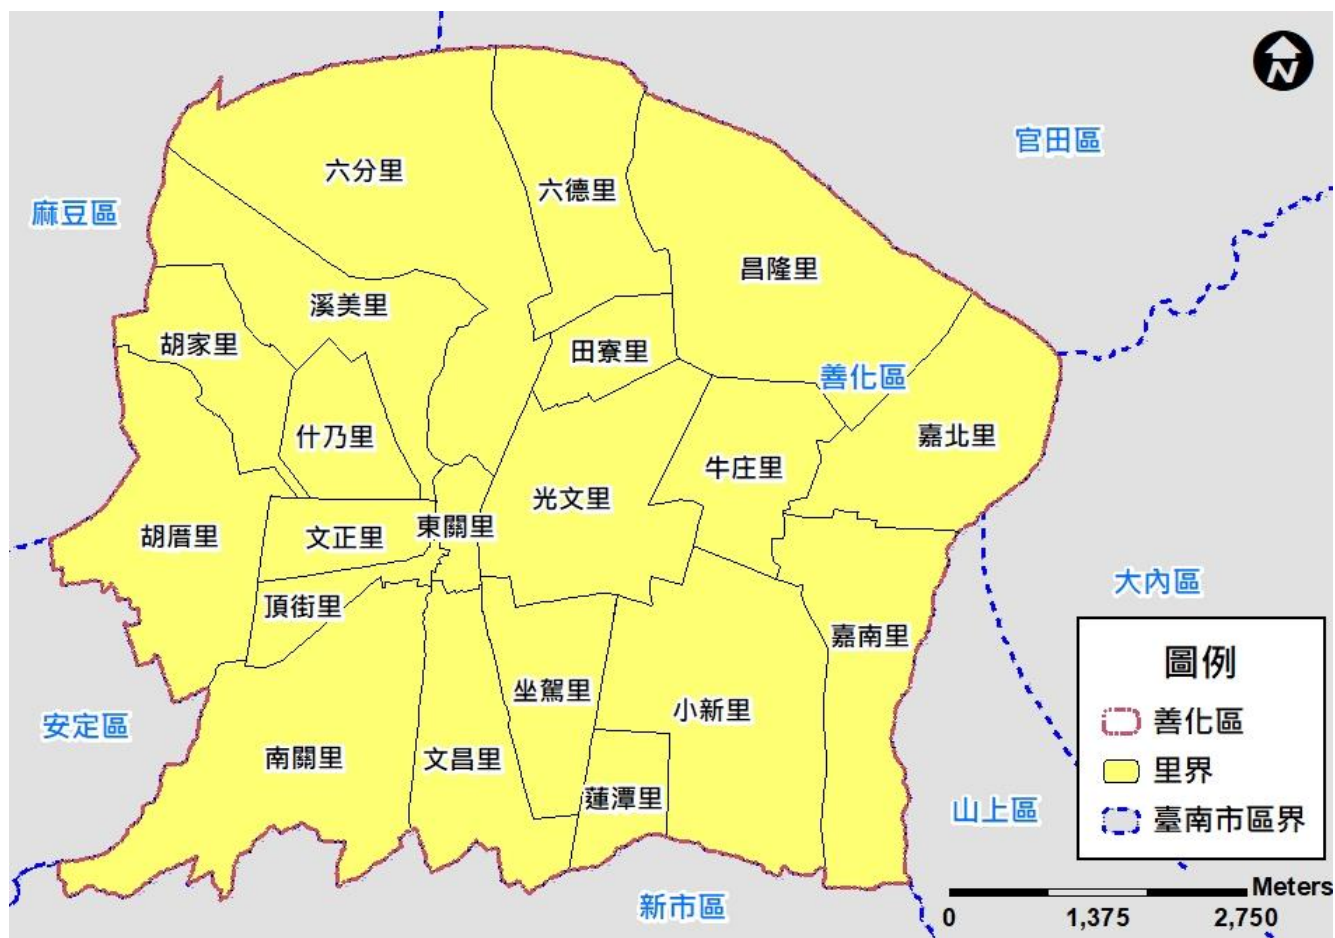 N
官田區
六分里
六德里
麻豆區
昌隆里
溪美里
胡家里
田寮里
善化區
什乃里
嘉北里
牛庄里
光文里
東關里
文正里
胡厝里
大內區
頂街里
嘉南里
坐駕里
小新里
安定區
南關里
文昌里
蓮潭里
山上區
新市區
圖例
善化區
里界
臺南市區界
Meters
0
1,375
2,750